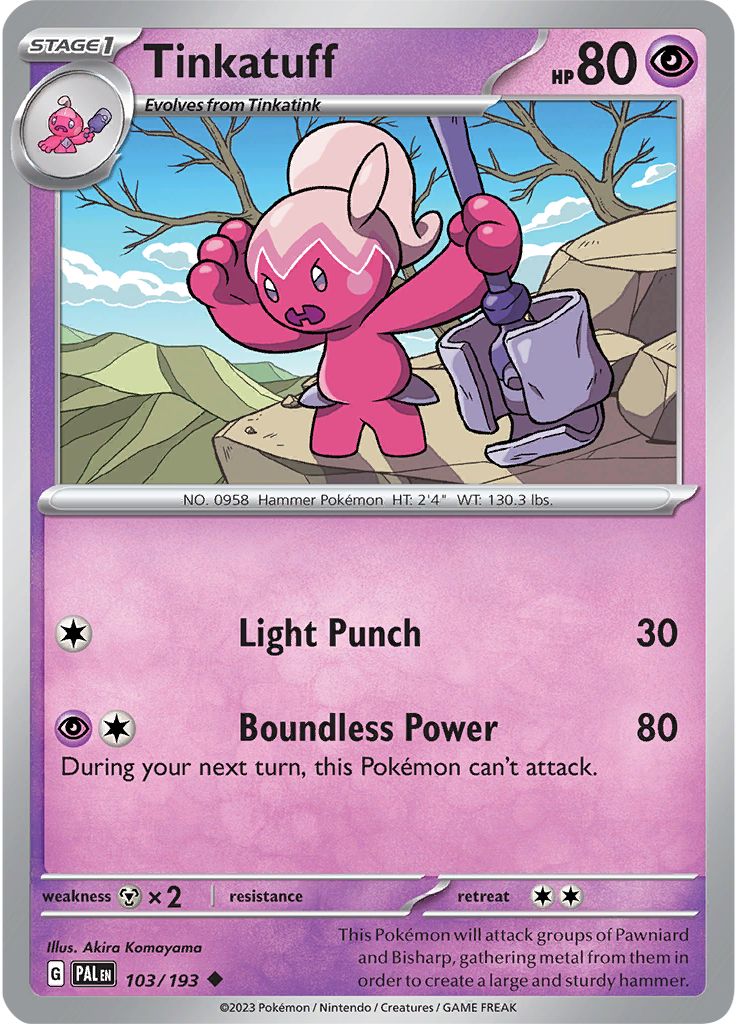 STAGE1
Tinkatuff
HP80
Evolves from Tinkatink
NO. 0958 Hammer Pokémon HT: 2'4" WT: 130.3 lbs.
Light Punch 30
Boundless Power 80
During your next turn, this Pokémon can't attack.
weakness ×2 resistance retreat
Illus. Akira Komayama
G PAL EN 103/193
This Pokémon will attack groups of Pawniard
and Bisharp, gathering metal from them in
order to create a large and sturdy hammer.
©2023 Pokémon / Nintendo / Creatures / GAME FREAK